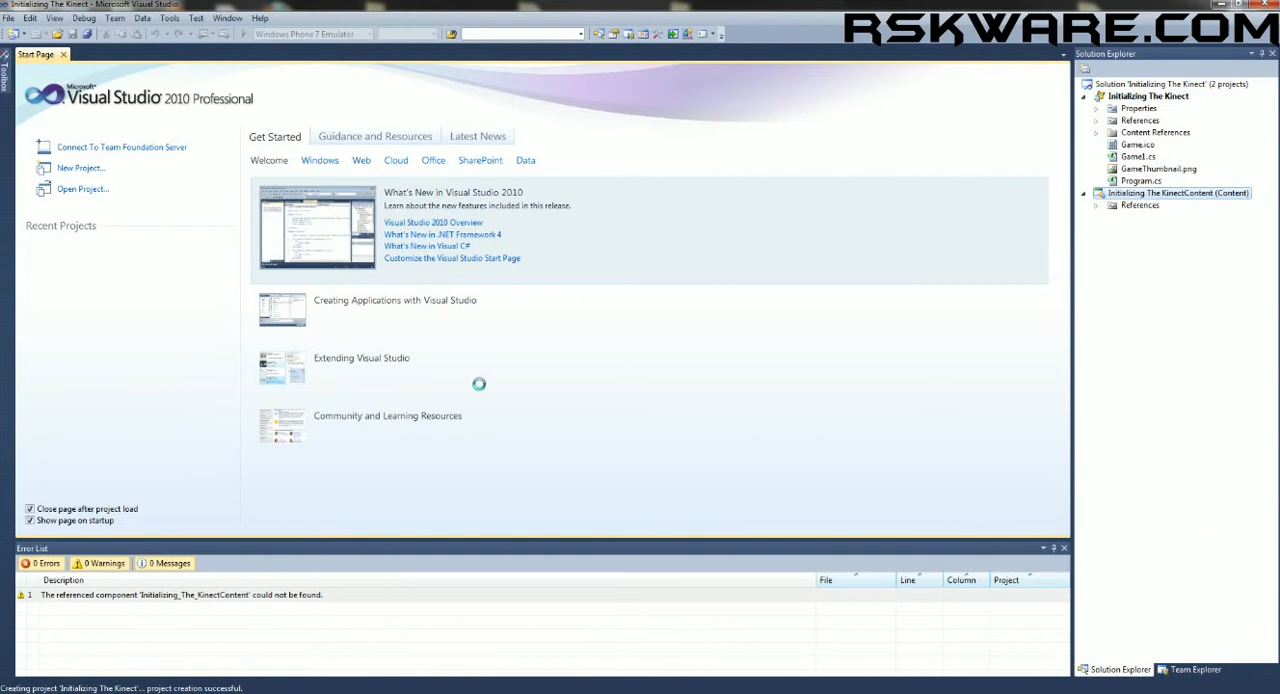 Initializing The Kinect - Microsoft Visual Studio
File Edit View Debug Team Data Tools Test Window Help
RSKWARE.COM
Windows Phone 7 Emulator
Start Page
Toolbox
Microsoft
Visual Studio 2010 Professional
Connect To Team Foundation Server
New Project...
Open Project...
Recent Projects
Get Started Guidance and Resources Latest News
Welcome Windows Web Cloud Office SharePoint Data
What's New in Visual Studio 2010
Learn about the new features included in this release.
Visual Studio 2010 Overview
What's New in .NET Framework 4
What's New in Visual C#
Customize the Visual Studio Start Page
Creating Applications with Visual Studio
Extending Visual Studio
Community and Learning Resources
Close page after project load
Show page on startup
Solution Explorer
Solution 'Initializing The Kinect' (2 projects)
Initializing The Kinect
Properties
References
Content References
Game.ico
Game1.cs
GameThumbnail.png
Program.cs
Initializing The KinectContent (Content)
References
Error List
0 Errors 0 Warnings 0 Messages
Description File Line Column Project
1 The referenced component 'Initializing_The_KinectContent' could not be found.
Solution Explorer Team Explorer
Creating project 'Initializing The Kinect'... project creation successful.